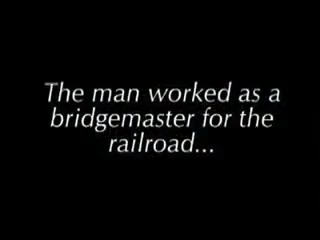 The man worked as a
bridgemaster for the
railroad...